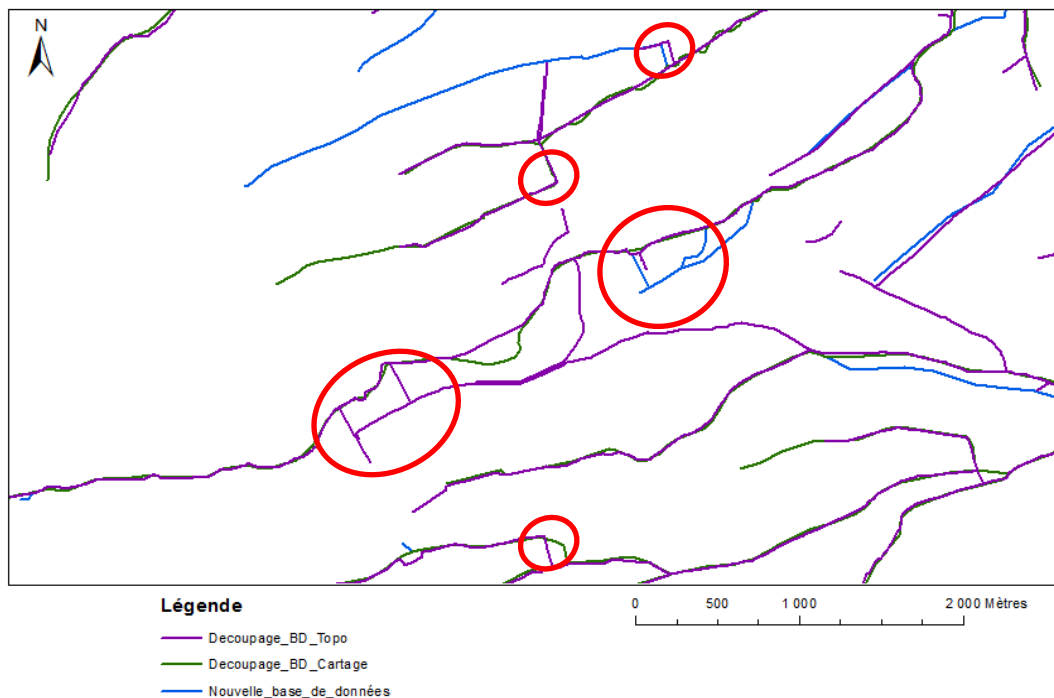 N
Légende
Decoupage_BD_Topo
Decoupage_BD_Cartage
Nouvelle_base_de_données
0 500 1 000 2 000 Mètres